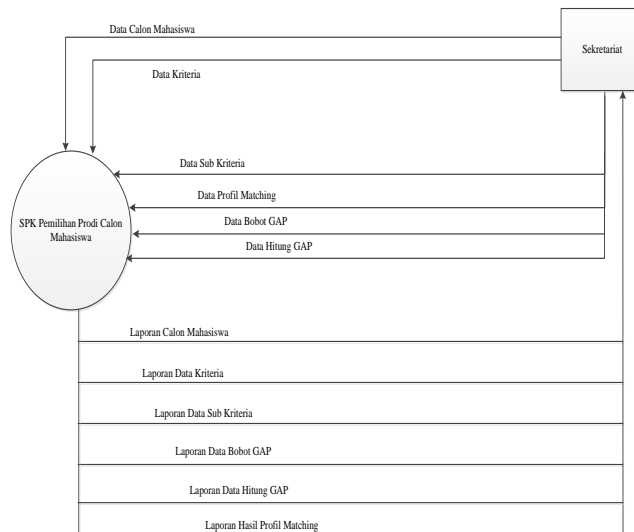 Data Calon Mahasiswa
Sekretariat
Data Kriteria
Data Sub Kriteria
Data Profil Matching
SPK Pemilihan Prodi Calon
Mahasiswa
Data Bobot GAP
Data Hitung GAP
Laporan Calon Mahasiswa
Laporan Data Kriteria
Laporan Data Sub Kriteria
Laporan Data Bobot GAP
Laporan Data Hitung GAP
Laporan Hasil Profil Matching